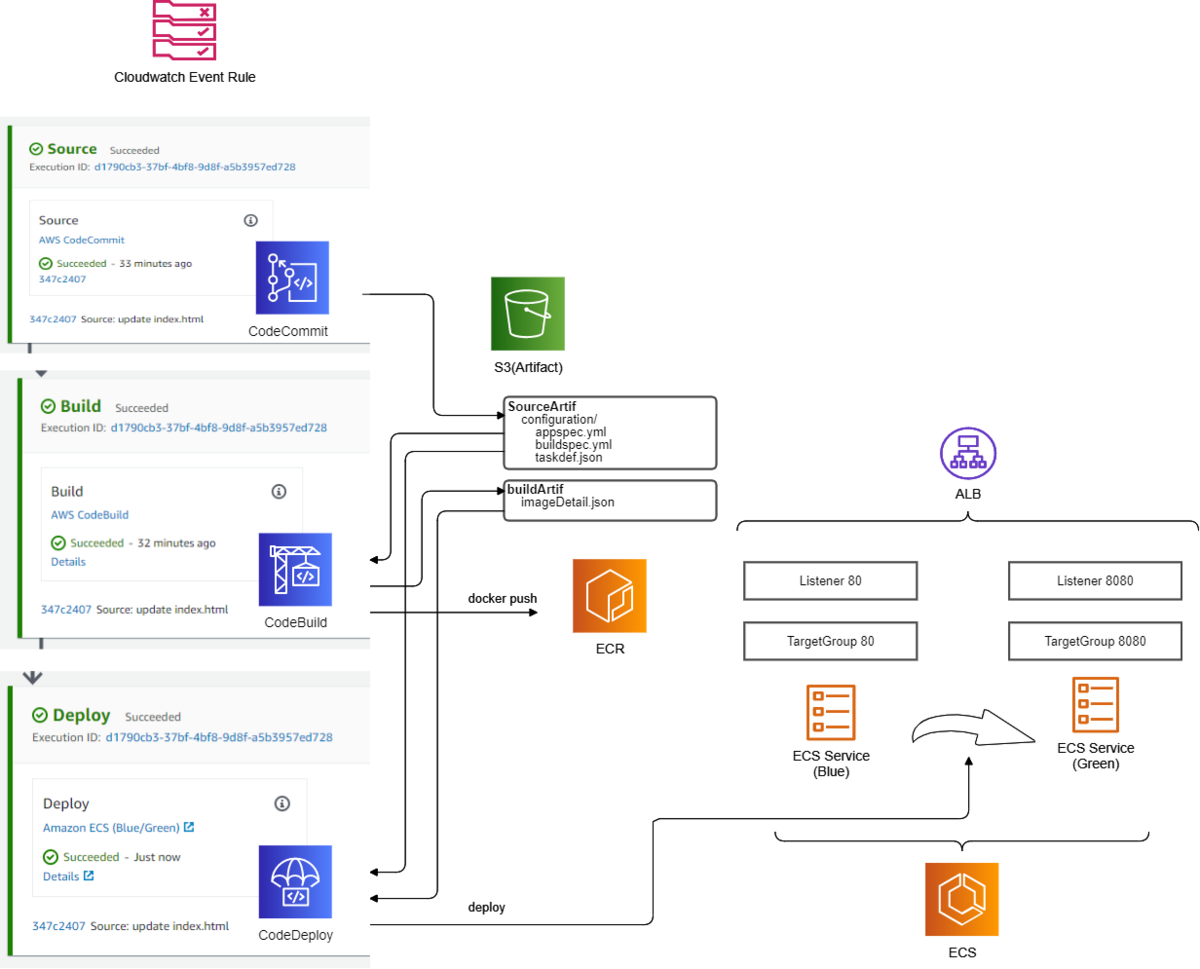 Cloudwatch Event Rule
Source Succeeded
Execution ID: d1790cb3-37bf-4bf8-9d8f-a5b3957ed728
Source
AWS CodeCommit
Succeeded - 33 minutes ago
347c2407
347c2407 Source: update index.html
CodeCommit
Build Succeeded
Execution ID: d1790cb3-37bf-4bf8-9d8f-a5b3957ed728
Build
AWS CodeBuild
Succeeded - 32 minutes ago
Details
347c2407 Source: update index.html
CodeBuild
Deploy Succeeded
Execution ID: d1790cb3-37bf-4bf8-9d8f-a5b3957ed728
Deploy
Amazon ECS (Blue/Green)
Succeeded - Just now
Details
347c2407 Source: update index.html
CodeDeploy
S3(Artifact)
SourceArtif
configuration/
appspec.yml
buildspec.yml
taskdef.json
buildArtif
imageDetail.json
docker push
ECR
deploy
ALB
Listener 80
Listener 8080
TargetGroup 80
TargetGroup 8080
ECS Service
(Blue)
ECS Service
(Green)
ECS